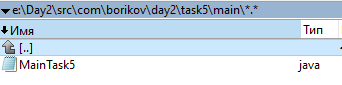 e:\Day2\src\com\borikov\day2\task5\main\*.*
Имя Тип
[..]
MainTask5 java